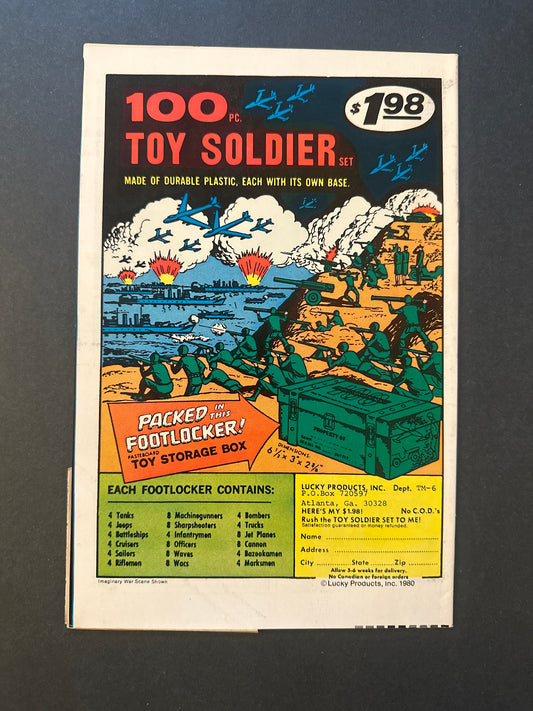 100 PC.
$1.98
TOY SOLDIER SET
MADE OF DURABLE PLASTIC, EACH WITH ITS OWN BASE.
PACKED IN THIS
FOOTLOCKER!
PASTEBOARD
TOY STORAGE BOX
PROPERTY OF
DIMENSIONS:
EACH FOOTLOCKER CONTAINS:
4 Tanks
4 Jeeps
4 Battleships
4 Cruisers
4 Sailors
4 Riflemen
8 Machinegunners
8 Sharpshooters
4 Infantrymen
8 Officers
8 Waves
8 Wacs
4 Bombers
4 Trucks
8 Jet Planes
8 Cannon
4 Bazookamen
4 Marksmen
LUCKY PRODUCTS, INC. Dept. TM-6
P.O.Box 720597
Atlanta, Ga. 30328
HERE'S MY $1.98! No C.O.D.'s
Rush the TOY SOLDIER SET TO ME!
Satisfaction guaranteed or money refunded.
Name
Address
City State Zip
Allow 3-6 weeks for delivery.
No Canadian or foreign orders
Imaginary War Scene Shown
©Lucky Products, Inc. 1980